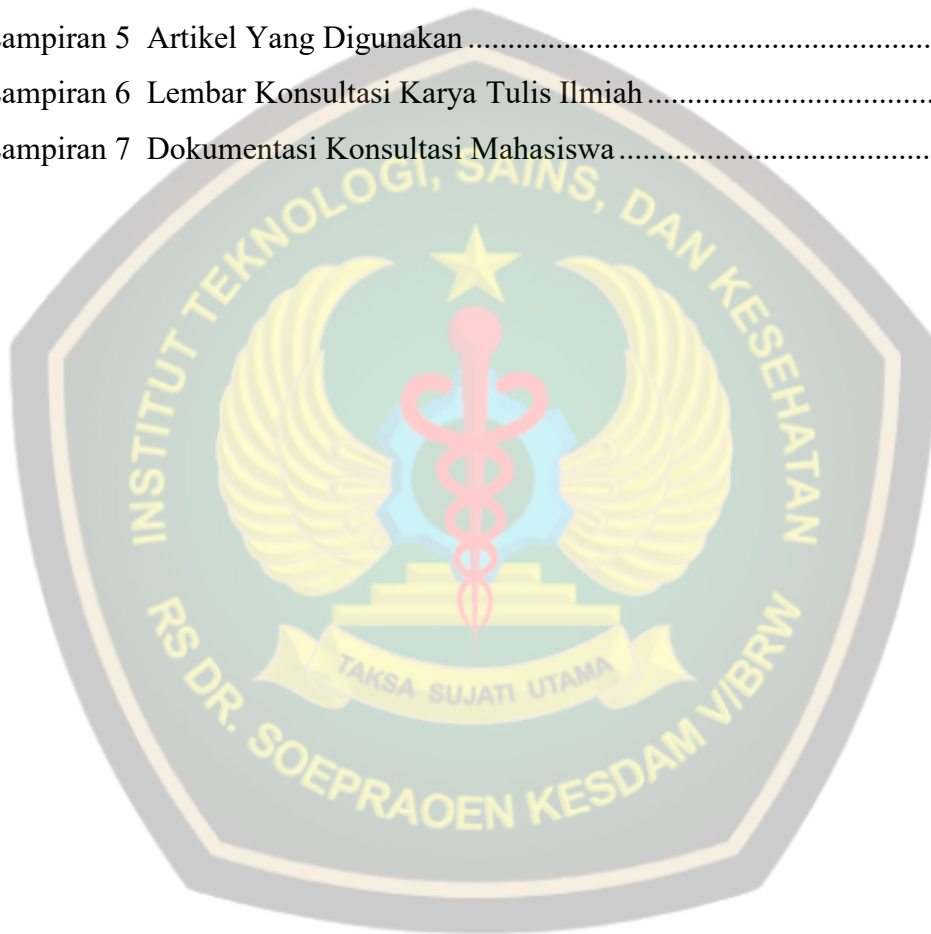 ampiran 5 Artikel Yang Digunakan ..........................................................
ampiran 6 Lembar Konsultasi Karya Tulis Ilmiah ....................................
ampiran 7 Dokumentasi Konsultasi Mahasiswa .......................................
INSTITUT TEKNOLOGI, SAINS, DAN KESEHATAN
TAKSA SUJATI UTAMA
RS DR. SOEPRAOEN KESDAM V/BRW